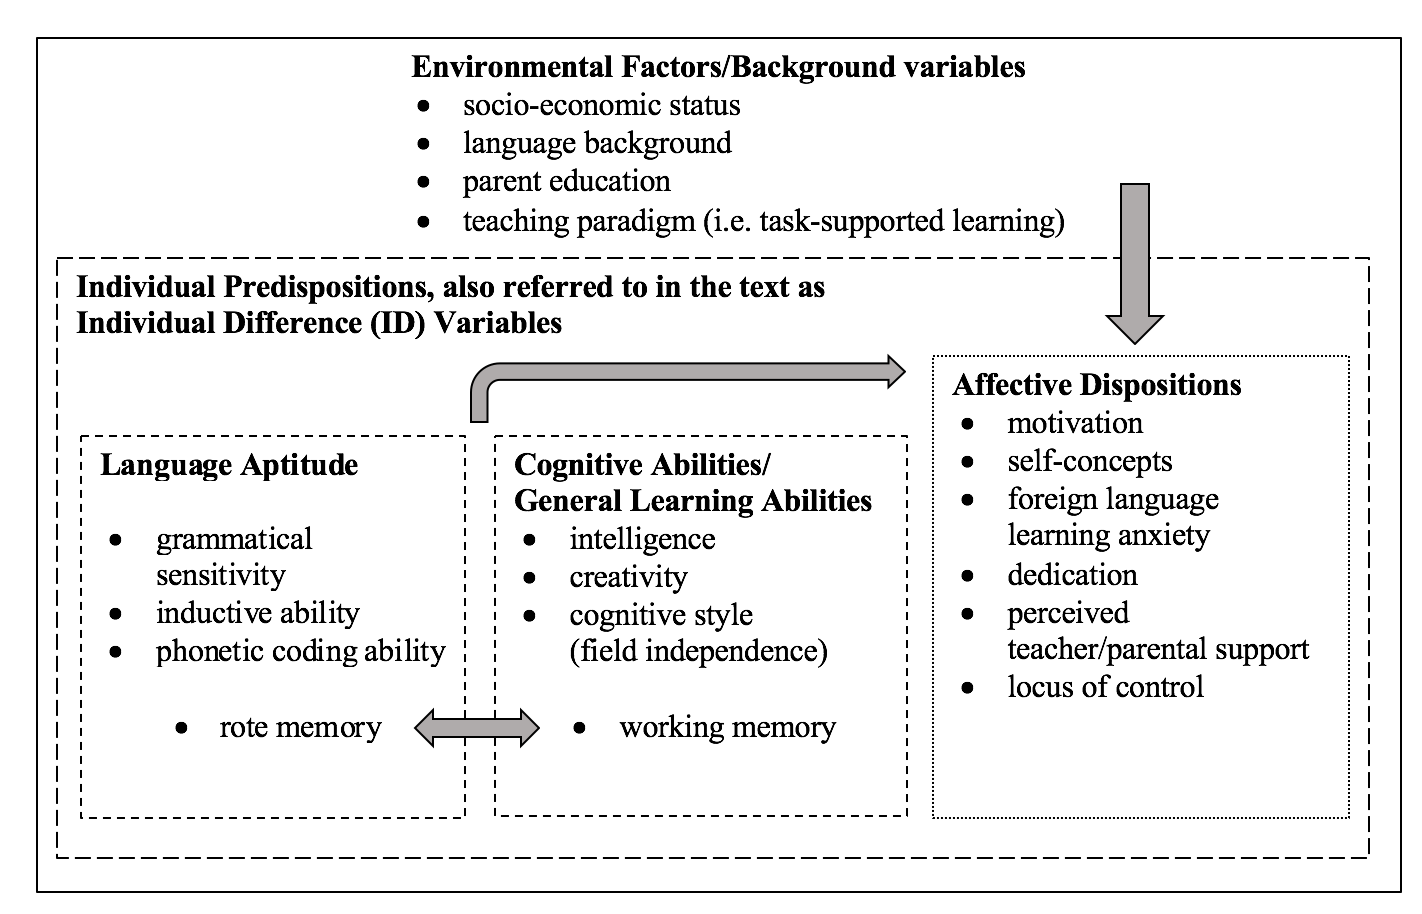 Environmental Factors/Background variables
• socio-economic status
• language background
• parent education
• teaching paradigm (i.e. task-supported learning)
Individual Predispositions, also referred to in the text as
Individual Difference (ID) Variables
Language Aptitude
• grammatical
sensitivity
• inductive ability
• phonetic coding ability
• rote memory
Cognitive Abilities/
General Learning Abilities
• intelligence
• creativity
• cognitive style
(field independence)
• working memory
Affective Dispositions
• motivation
• self-concepts
• foreign language
learning anxiety
• dedication
• perceived
teacher/parental support
• locus of control